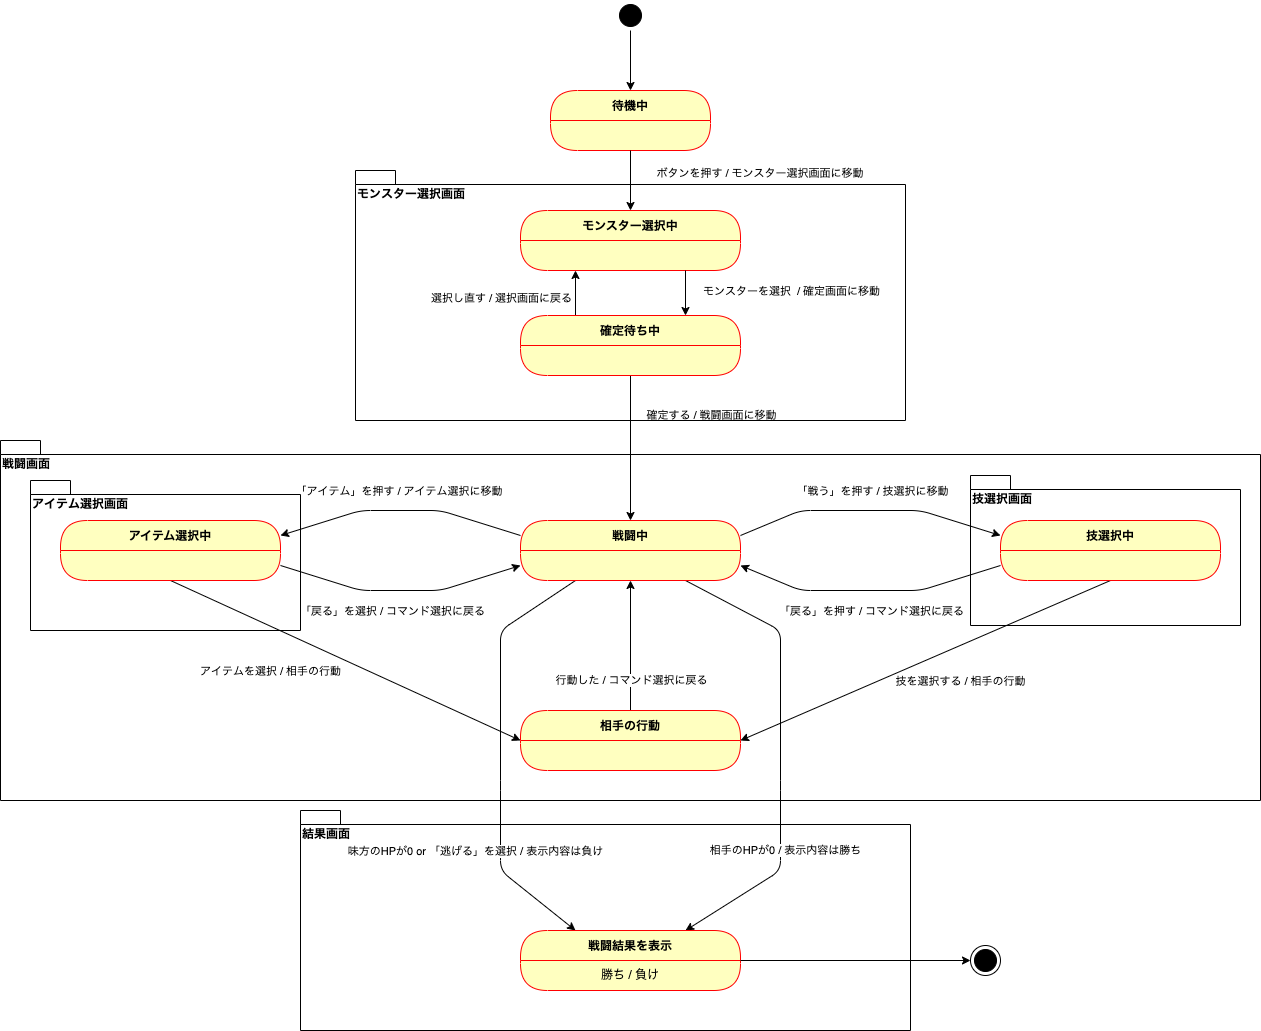 待機中
ボタンを押す / モンスター選択画面に移動
モンスター選択画面
モンスター選択中
選択し直す / 選択画面に戻る
モンスターを選択 / 確定画面に移動
確定待ち中
確定する / 戦闘画面に移動
戦闘画面
アイテム選択画面
「アイテム」を押す / アイテム選択に移動
「戦う」を押す / 技選択に移動
技選択画面
アイテム選択中
戦闘中
技選択中
「戻る」を選択 / コマンド選択に戻る
「戻る」を押す / コマンド選択に戻る
アイテムを選択 / 相手の行動
行動した / コマンド選択に戻る
技を選択する / 相手の行動
相手の行動
結果画面
味方のHPが0 or 「逃げる」を選択 / 表示内容は負け
相手のHPが0 / 表示内容は勝ち
戦闘結果を表示
勝ち / 負け